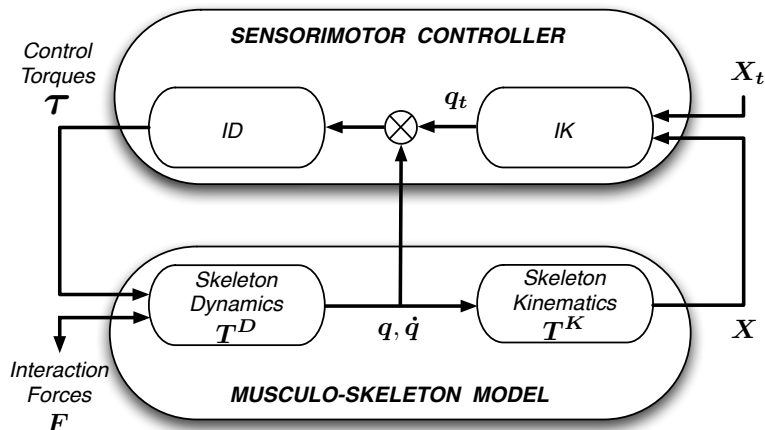 SENSORIMOTOR CONTROLLER
Control
Torques
τ
ID
q_t
IK
X_t
Skeleton
Dynamics
T^D
q, q̇
Skeleton
Kinematics
T^K
X
Interaction
Forces
F
MUSCULO-SKELETON MODEL